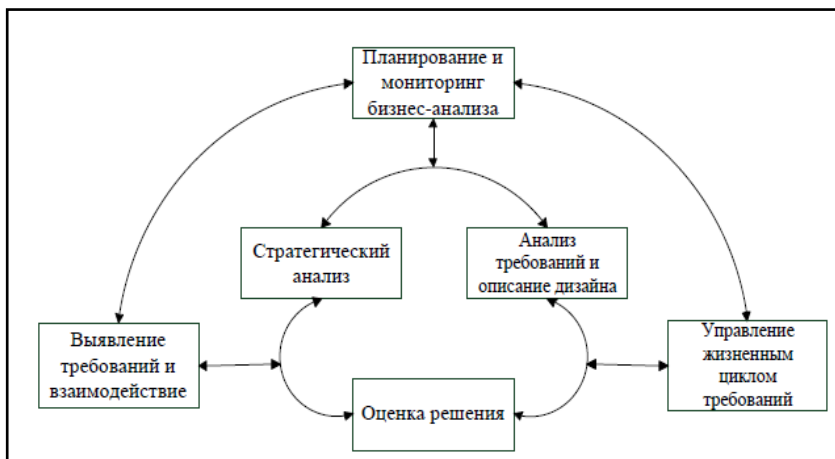 Планирование и
мониторинг
бизнес-анализа
Стратегический
анализ
Анализ
требований и
описание дизайна
Выявление
требований и
взаимодействие
Управление
жизненным
циклом
требований
Оценка решения